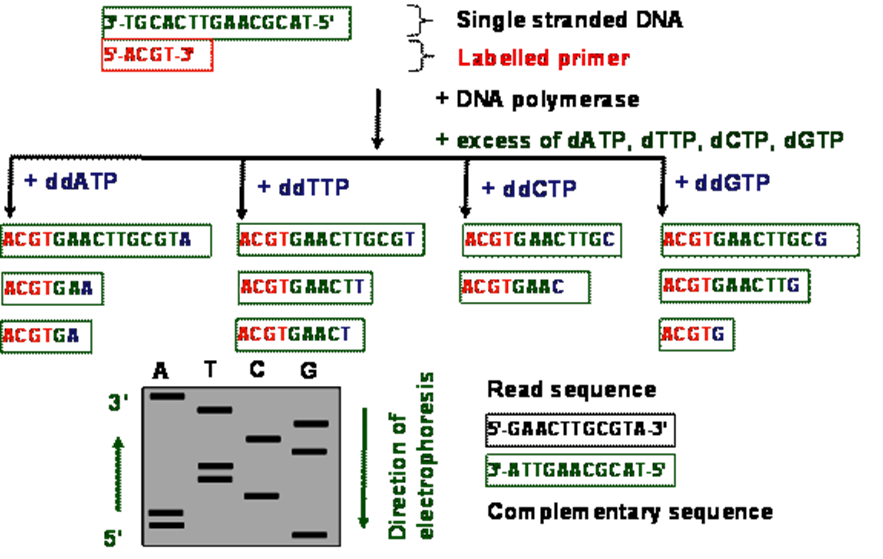 3'-TGCACTTGAACGCAT-5'
Single stranded DNA
5'-ACGT-3'
Labelled primer
+ DNA polymerase
+ excess of dATP, dTTP, dCTP, dGTP
+ ddATP
+ ddTTP
+ ddCTP
+ ddGTP
ACGTGAACTTGCGTA
ACGTGAACTTGCGT
ACGTGAACTTGC
ACGTGAACTTGCG
ACGTGAA
ACGTGAACTT
ACGTGAAC
ACGTGAACTTG
ACGTGA
ACGTGAACT
ACGTG
A T C G
3'
5'
Direction of
electrophoresis
Read sequence
5'-GAACTTGCGTA-3'
3'-ATTGAACGCAT-5'
Complementary sequence